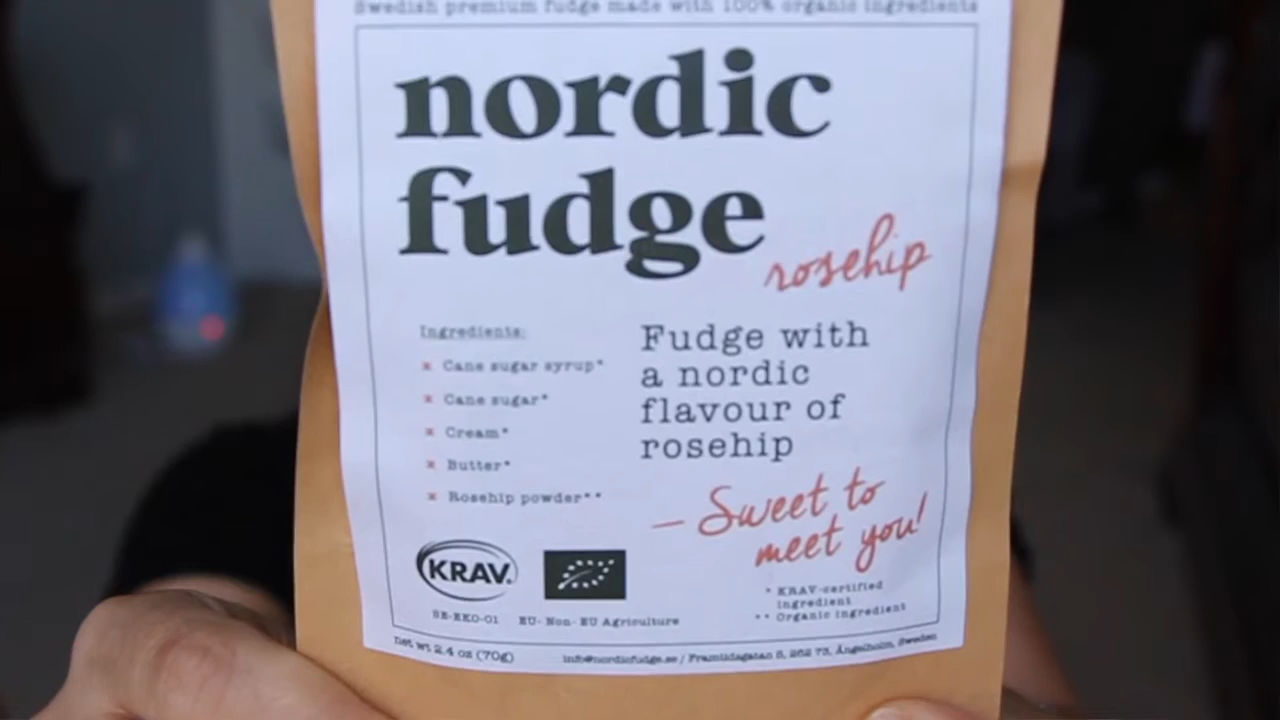 Swedish premium fudge made with 100% organic ingredients
nordic
fudge
rosehip
Ingredients:
× Cane sugar syrup*
× Cane sugar*
× Cream*
× Butter*
× Rosehip powder**
Fudge with
a nordic
flavour of
rosehip
— Sweet to
meet you!
KRAV.
SE-EKO-01 EU- Non- EU Agriculture
* KRAV-certified
ingredient
** Organic ingredient
net wt 2.4 oz (70g)
info@nordicfudge.se / Framtidsgatan 5, 262 73, Ängelholm, Sweden